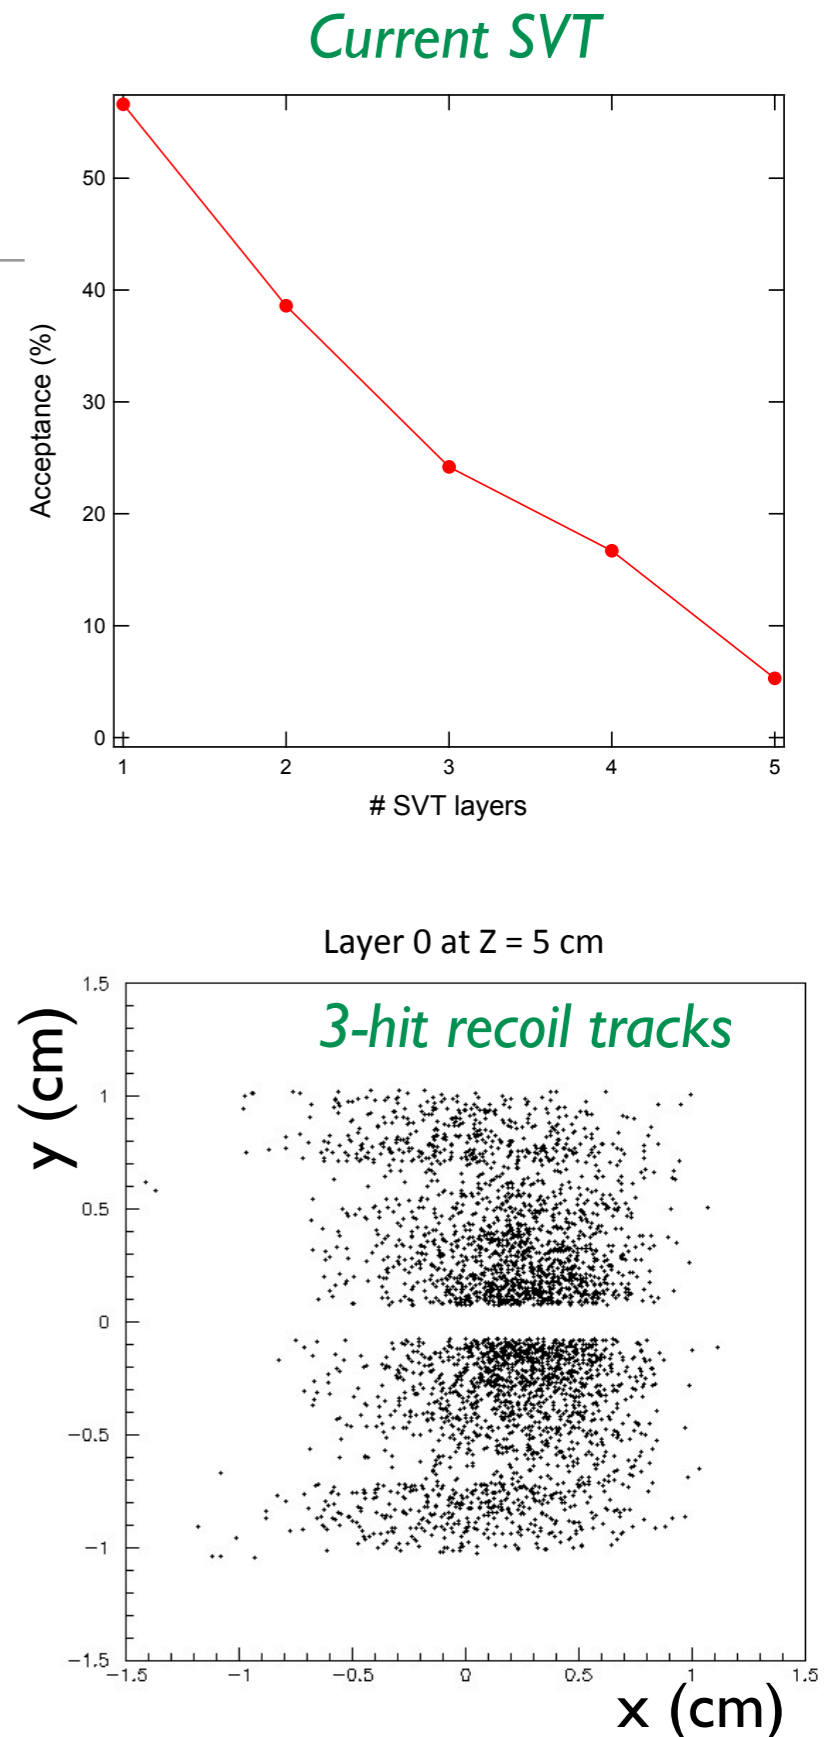 Current SVT
50
40
30
20
10
0
Acceptance (%)
1 2 3 4 5
# SVT layers
Layer 0 at Z = 5 cm
3-hit recoil tracks
1.5
1
0.5
0
−0.5
−1
−1.5
y (cm)
−1.5 −1 −0.5 0 0.5 1 1.5
x (cm)